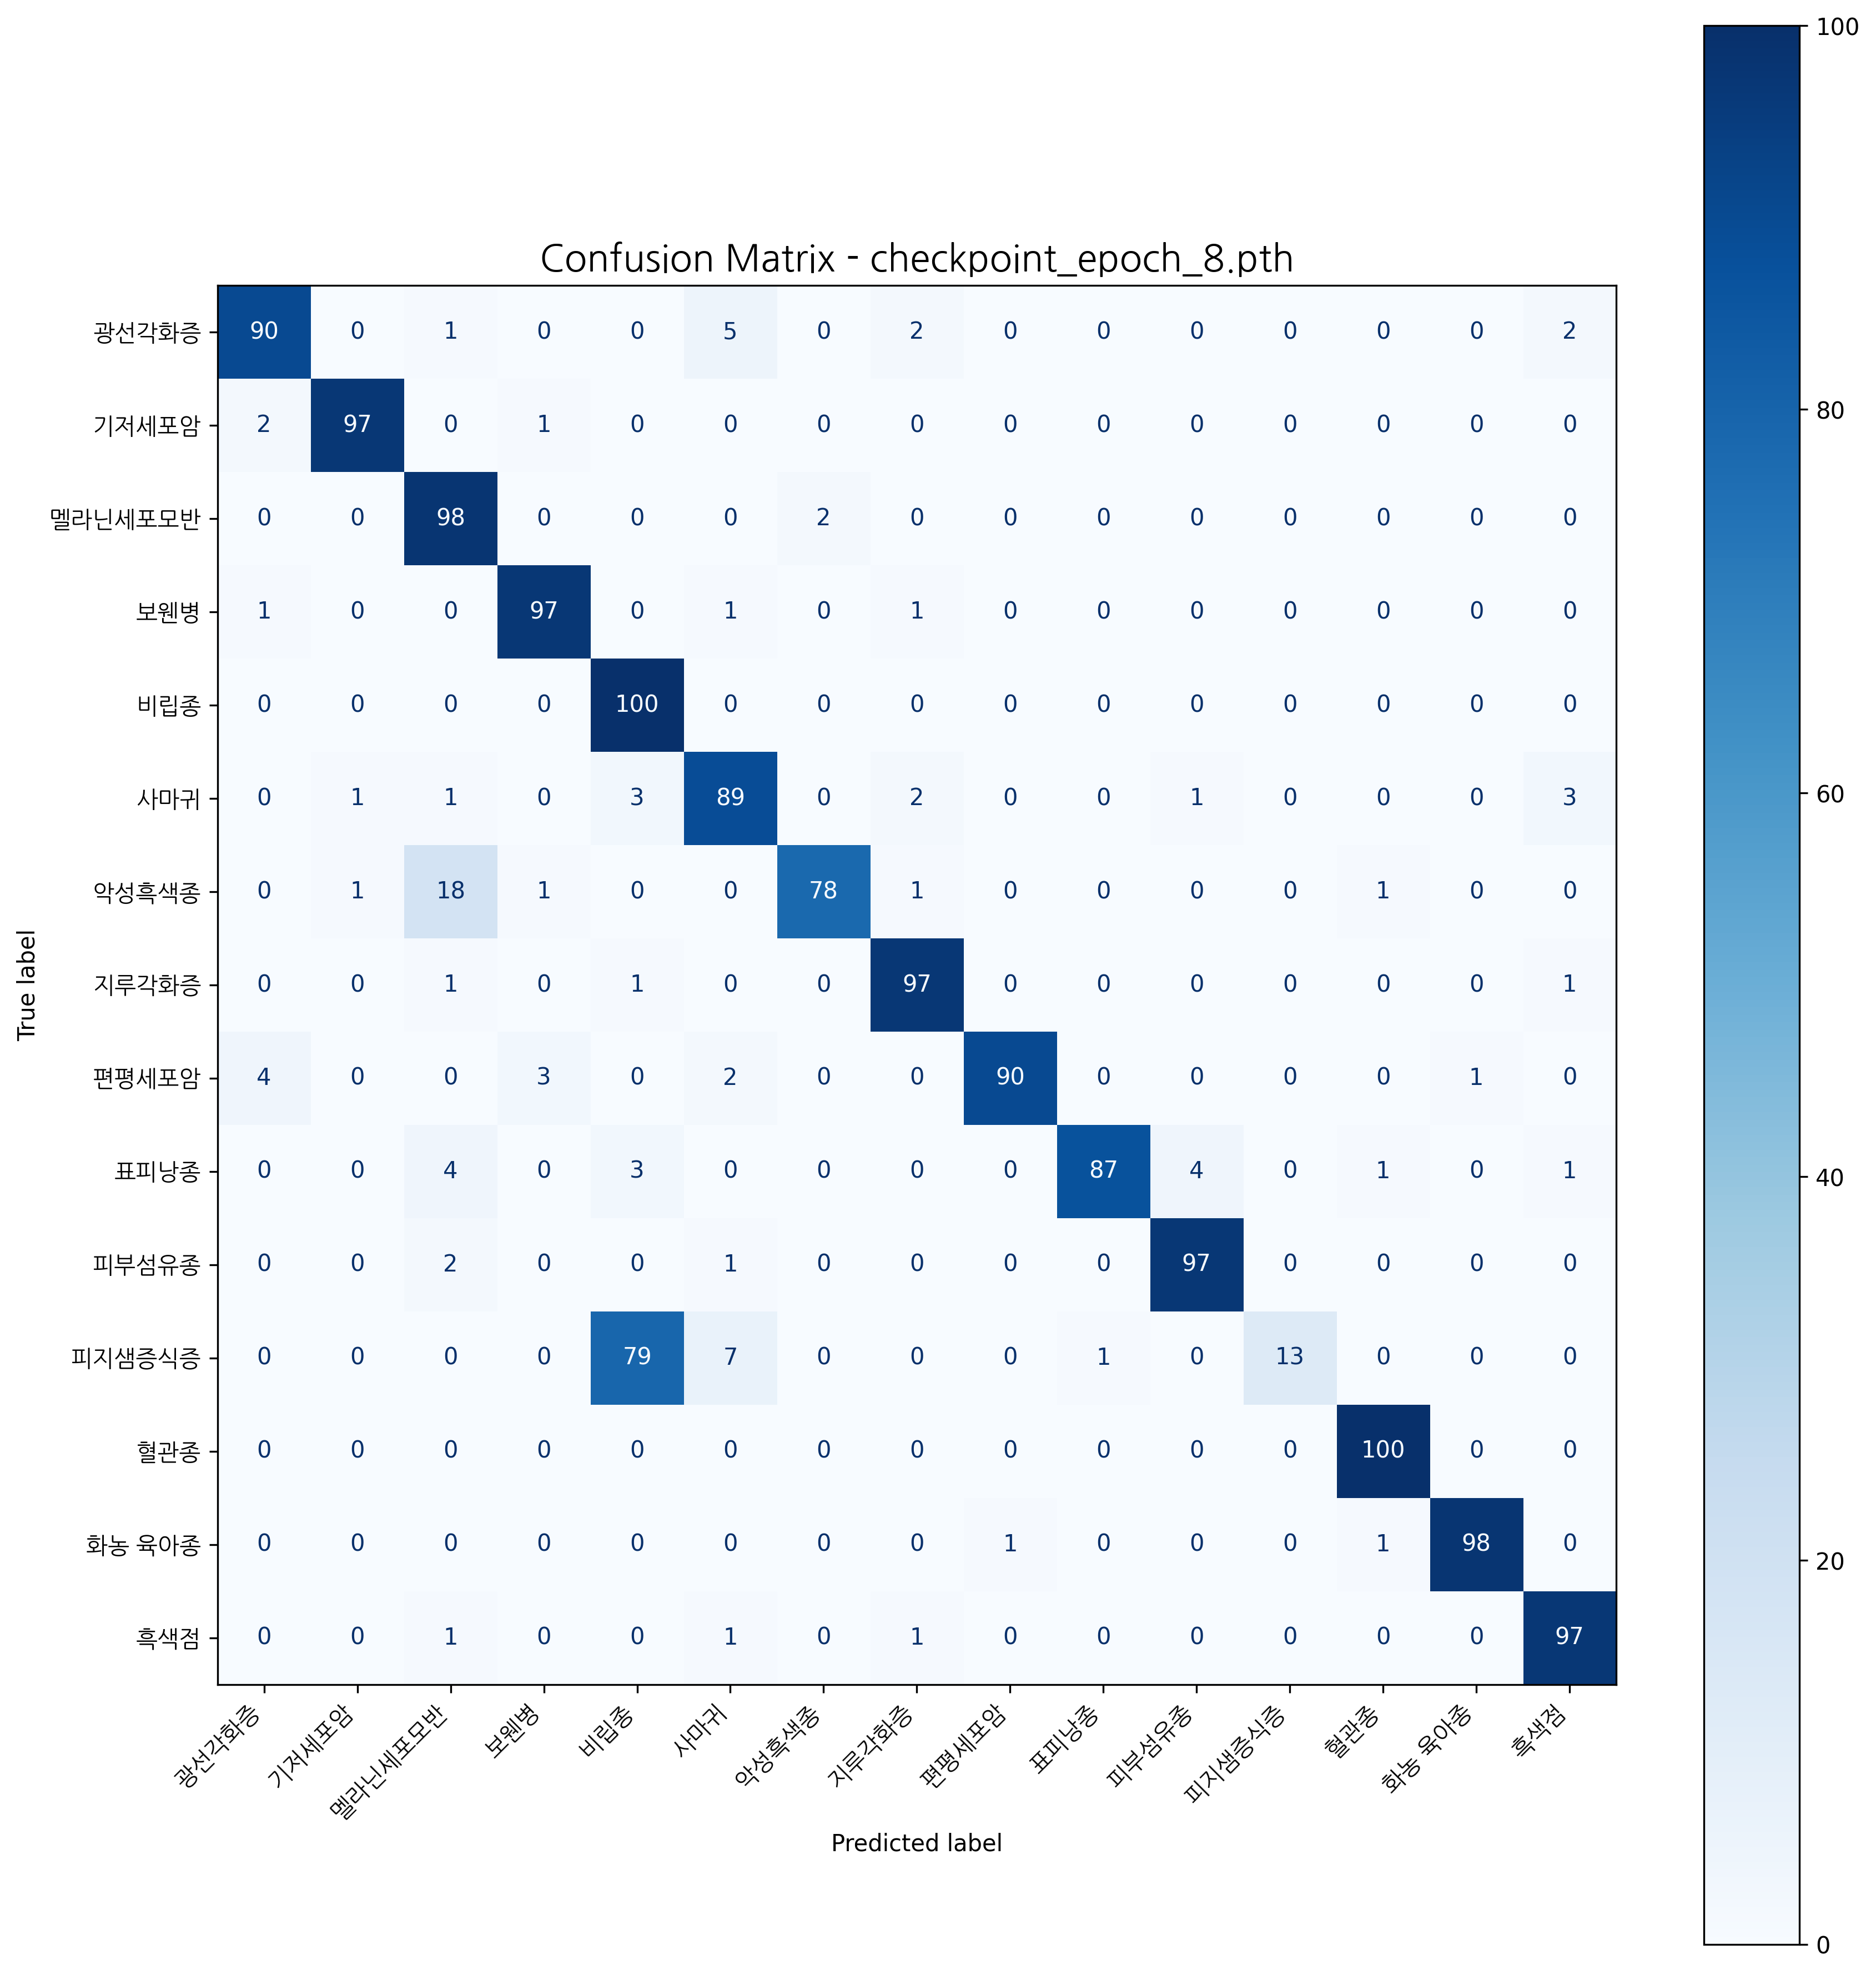 Confusion Matrix - checkpoint_epoch_8.pth
True label
광선각화증 90 0 1 0 0 5 0 2 0 0 0 0 0 0 2
기저세포암 2 97 0 1 0 0 0 0 0 0 0 0 0 0 0
멜라닌세포모반 0 0 98 0 0 0 2 0 0 0 0 0 0 0 0
보웬병 1 0 0 97 0 1 0 1 0 0 0 0 0 0 0
비립종 0 0 0 0 100 0 0 0 0 0 0 0 0 0 0
사마귀 0 1 1 0 3 89 0 2 0 0 1 0 0 0 3
악성흑색종 0 1 18 1 0 0 78 1 0 0 0 0 1 0 0
지루각화증 0 0 1 0 1 0 0 97 0 0 0 0 0 0 1
편평세포암 4 0 0 3 0 2 0 0 90 0 0 0 0 1 0
표피낭종 0 0 4 0 3 0 0 0 0 87 4 0 1 0 1
피부섬유종 0 0 2 0 0 1 0 0 0 0 97 0 0 0 0
피지샘증식증 0 0 0 0 79 7 0 0 0 1 0 13 0 0 0
혈관종 0 0 0 0 0 0 0 0 0 0 0 0 100 0 0
화농 육아종 0 0 0 0 0 0 0 0 1 0 0 0 1 98 0
흑색점 0 0 1 0 0 1 0 1 0 0 0 0 0 0 97
광선각화증 기저세포암 멜라닌세포모반 보웬병 비립종 사마귀 악성흑색종 지루각화증 편평세포암 표피낭종 피부섬유종 피지샘증식증 혈관종 화농 육아종 흑색점
Predicted label
100
80
60
40
20
0